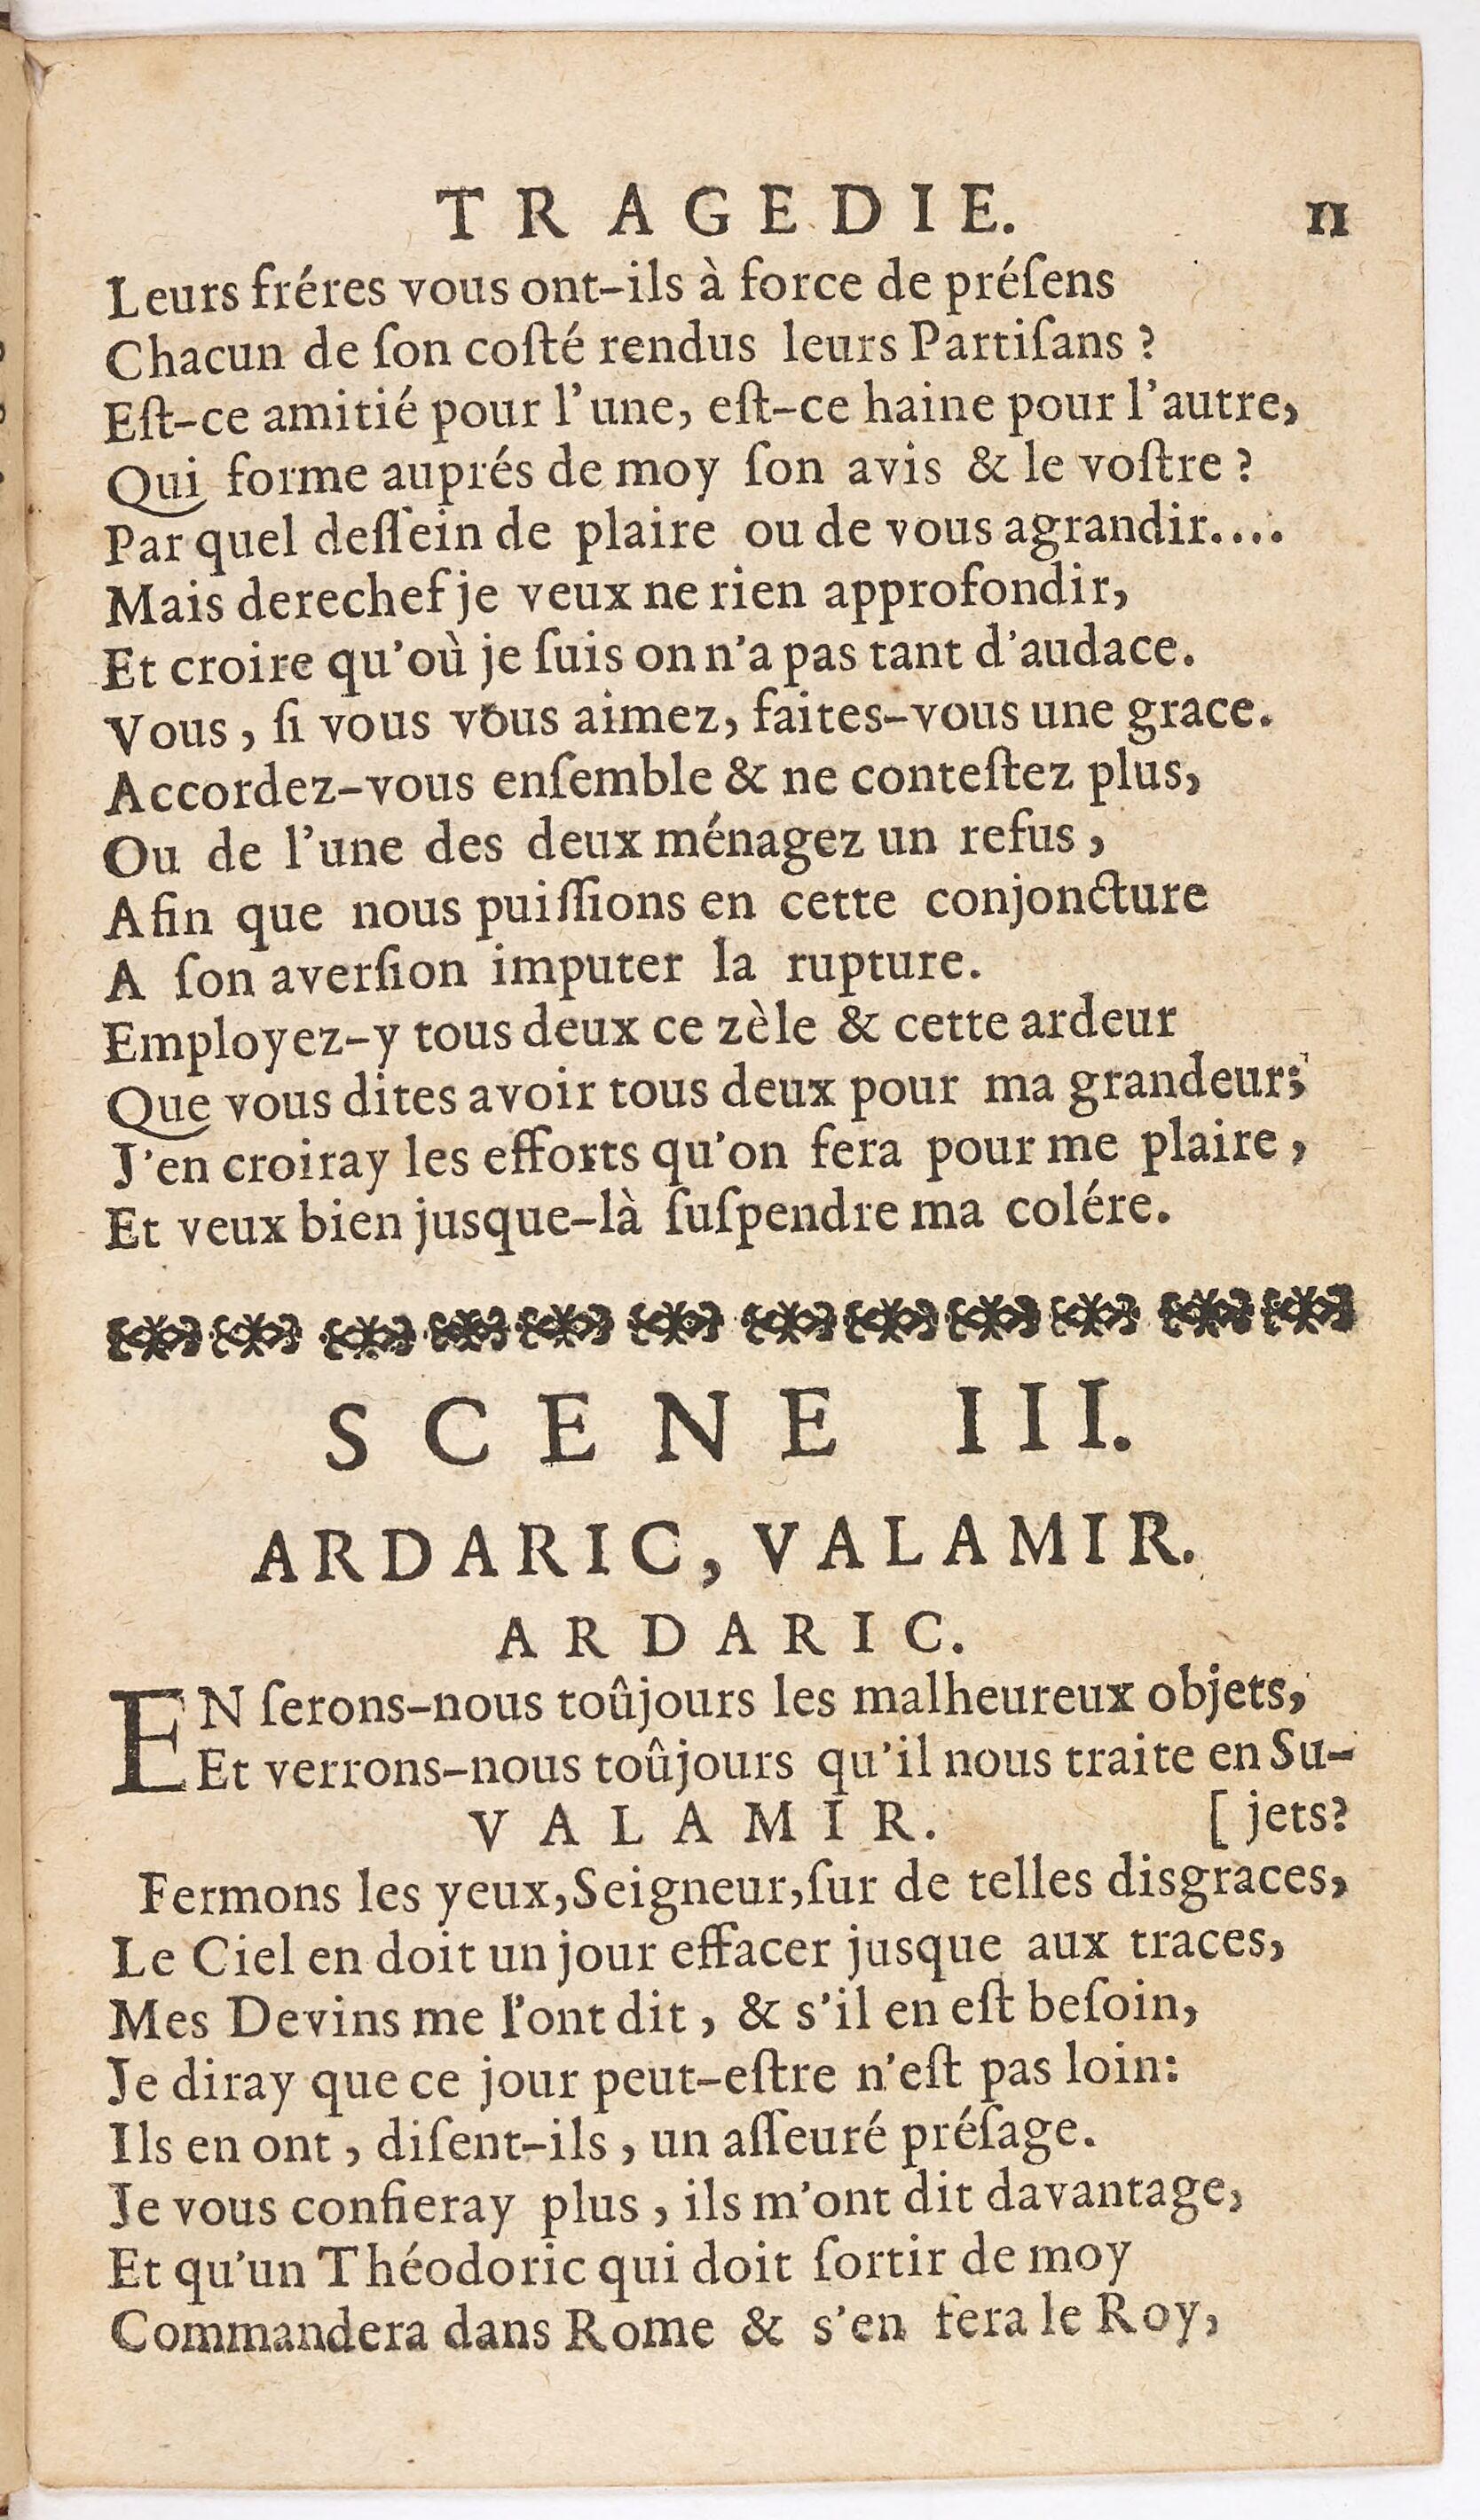 TRAGEDIE. 11
Leurs fréres vous ont-ils à force de préſens
Chacun de ſon coſté rendus leurs Partiſans ?
Eſt-ce amitié pour l'une, eſt-ce haine pour l'autre,
Qui forme auprés de moy ſon avis & le voſtre ?
Par quel deſſein de plaire ou de vous agrandir....
Mais derechef je veux ne rien approfondir,
Et croire qu'où je ſuis on n'a pas tant d'audace.
Vous, ſi vous vous aimez, faites-vous une grace.
Accordez-vous enſemble & ne conteſtez plus,
Ou de l'une des deux ménagez un refus,
Afin que nous puiſſions en cette conjoncture
A ſon averſion imputer la rupture.
Employez-y tous deux ce zèle & cette ardeur
Que vous dites avoir tous deux pour ma grandeur;
J'en croiray les efforts qu'on fera pour me plaire,
Et veux bien jusque-là ſuſpendre ma colére.
SCENE III.
ARDARIC, VALAMIR.
ARDARIC.
EN ſerons-nous toûjours les malheureux objets,
Et verrons-nous toûjours qu'il nous traite en Su-
VALAMIR. [jets?
Fermons les yeux, Seigneur, ſur de telles disgraces,
Le Ciel en doit un jour effacer jusque aux traces,
Mes Devins me l'ont dit, & s'il en eſt beſoin,
Je diray que ce jour peut-eſtre n'eſt pas loin:
Ils en ont, diſent-ils, un aſſeuré préſage.
Je vous confieray plus, ils m'ont dit davantage,
Et qu'un Théodoric qui doit ſortir de moy
Commandera dans Rome & s'en fera le Roy,